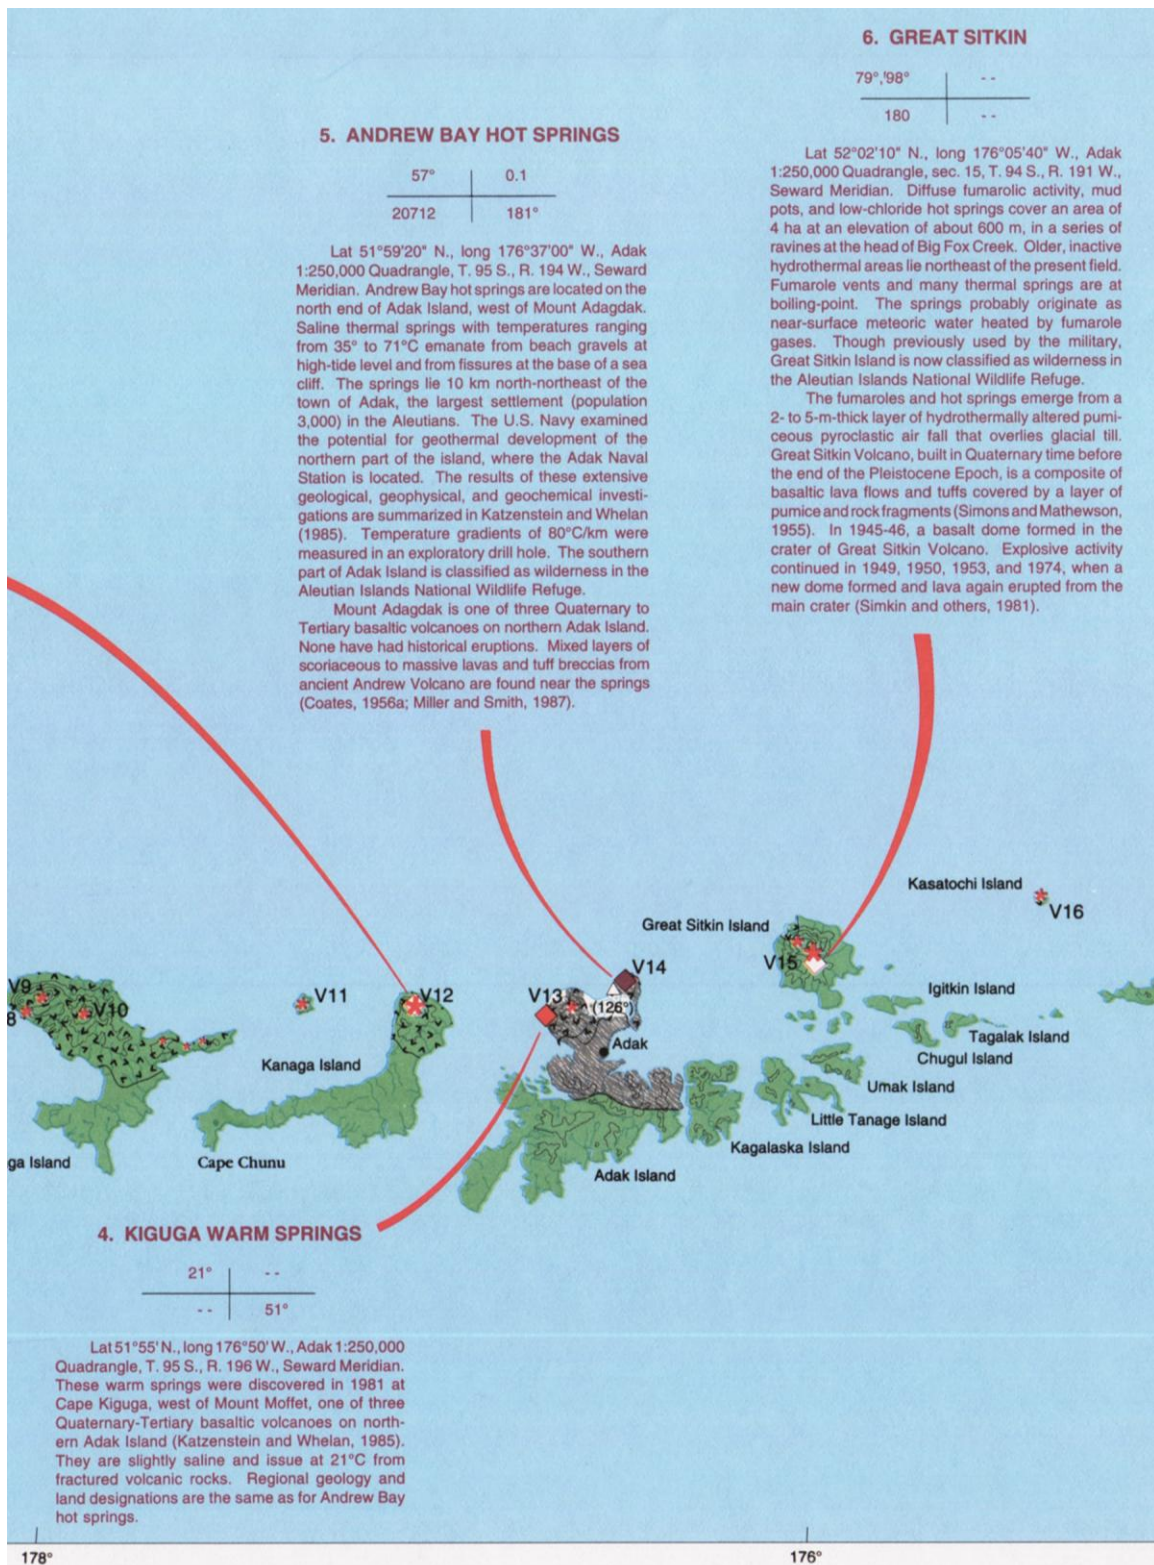 6. GREAT SITKIN
79°,'98° - -
180 - -
Lat 52°02'10" N., long 176°05'40" W., Adak
1:250,000 Quadrangle, sec. 15, T. 94 S., R. 191 W.,
Seward Meridian. Diffuse fumarolic activity, mud
pots, and low-chloride hot springs cover an area of
4 ha at an elevation of about 600 m, in a series of
ravines at the head of Big Fox Creek. Older, inactive
hydrothermal areas lie northeast of the present field.
Fumarole vents and many thermal springs are at
boiling-point. The springs probably originate as
near-surface meteoric water heated by fumarole
gases. Though previously used by the military,
Great Sitkin Island is now classified as wilderness in
the Aleutian Islands National Wildlife Refuge.
The fumaroles and hot springs emerge from a
2- to 5-m-thick layer of hydrothermally altered pumi-
ceous pyroclastic air fall that overlies glacial till.
Great Sitkin Volcano, built in Quaternary time before
the end of the Pleistocene Epoch, is a composite of
basaltic lava flows and tuffs covered by a layer of
pumice and rock fragments (Simons and Mathewson,
1955). In 1945-46, a basalt dome formed in the
crater of Great Sitkin Volcano. Explosive activity
continued in 1949, 1950, 1953, and 1974, when a
new dome formed and lava again erupted from the
main crater (Simkin and others, 1981).
5. ANDREW BAY HOT SPRINGS
57° 0.1
20712 181°
Lat 51°59'20" N., long 176°37'00" W., Adak
1:250,000 Quadrangle, T. 95 S., R. 194 W., Seward
Meridian. Andrew Bay hot springs are located on the
north end of Adak Island, west of Mount Adagdak.
Saline thermal springs with temperatures ranging
from 35° to 71°C emanate from beach gravels at
high-tide level and from fissures at the base of a sea
cliff. The springs lie 10 km north-northeast of the
town of Adak, the largest settlement (population
3,000) in the Aleutians. The U.S. Navy examined
the potential for geothermal development of the
northern part of the island, where the Adak Naval
Station is located. The results of these extensive
geological, geophysical, and geochemical investi-
gations are summarized in Katzenstein and Whelan
(1985). Temperature gradients of 80°C/km were
measured in an exploratory drill hole. The southern
part of Adak Island is classified as wilderness in the
Aleutian Islands National Wildlife Refuge.
Mount Adagdak is one of three Quaternary to
Tertiary basaltic volcanoes on northern Adak Island.
None have had historical eruptions. Mixed layers of
scoriaceous to massive lavas and tuff breccias from
ancient Andrew Volcano are found near the springs
(Coates, 1956a; Miller and Smith, 1987).
Kasatochi Island
V16
Great Sitkin Island
V15
V14
V9
8
V10
V11
V12
V13
(126°)
Igitkin Island
Tagalak Island
Adak
Chugul Island
Kanaga Island
Umak Island
Little Tanage Island
Kagalaska Island
ga Island
Cape Chunu
Adak Island
4. KIGUGA WARM SPRINGS
21° - -
- - 51°
Lat 51°55' N., long 176°50' W., Adak 1:250,000
Quadrangle, T. 95 S., R. 196 W., Seward Meridian.
These warm springs were discovered in 1981 at
Cape Kiguga, west of Mount Moffet, one of three
Quaternary-Tertiary basaltic volcanoes on north-
ern Adak Island (Katzenstein and Whelan, 1985).
They are slightly saline and issue at 21°C from
fractured volcanic rocks. Regional geology and
land designations are the same as for Andrew Bay
hot springs.
178°
176°